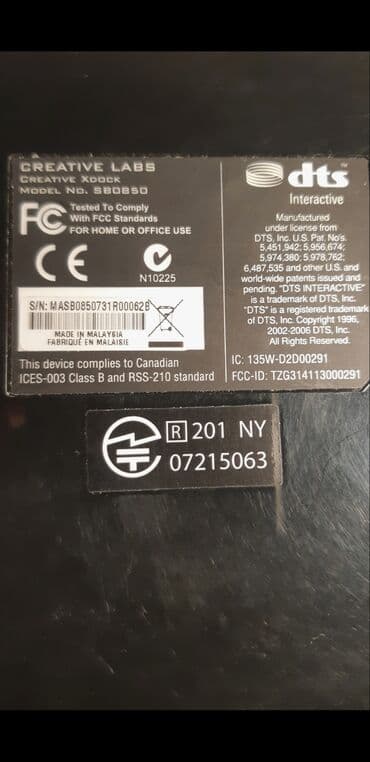 CREATIVE LABS
CREATIVE XDOCK
MODEL NO. SB0850
FC
Tested To Comply
With FCC Standards
FOR HOME OR OFFICE USE
CE
N10225
S/N: MASB0850731R00062B
MADE IN MALAYSIA
FABRIQUÉ EN MALAISIE
This device complies to Canadian
ICES-003 Class B and RSS-210 standard
dts™
Interactive
Manufactured
under license from
DTS, Inc. U.S. Pat. No's.
5,451,942; 5,956,674;
5,974,380; 5,978,762;
6,487,535 and other U.S. and
world-wide patents issued and
pending. "DTS INTERACTIVE"
is a trademark of DTS, Inc.
"DTS" is a registered trademark
of DTS, Inc. Copyright 1996,
2002-2006 DTS, Inc.
All Rights Reserved.
IC: 135W-D2D00291
FCC-ID: TZG314113000291
R 201 NY
07215063